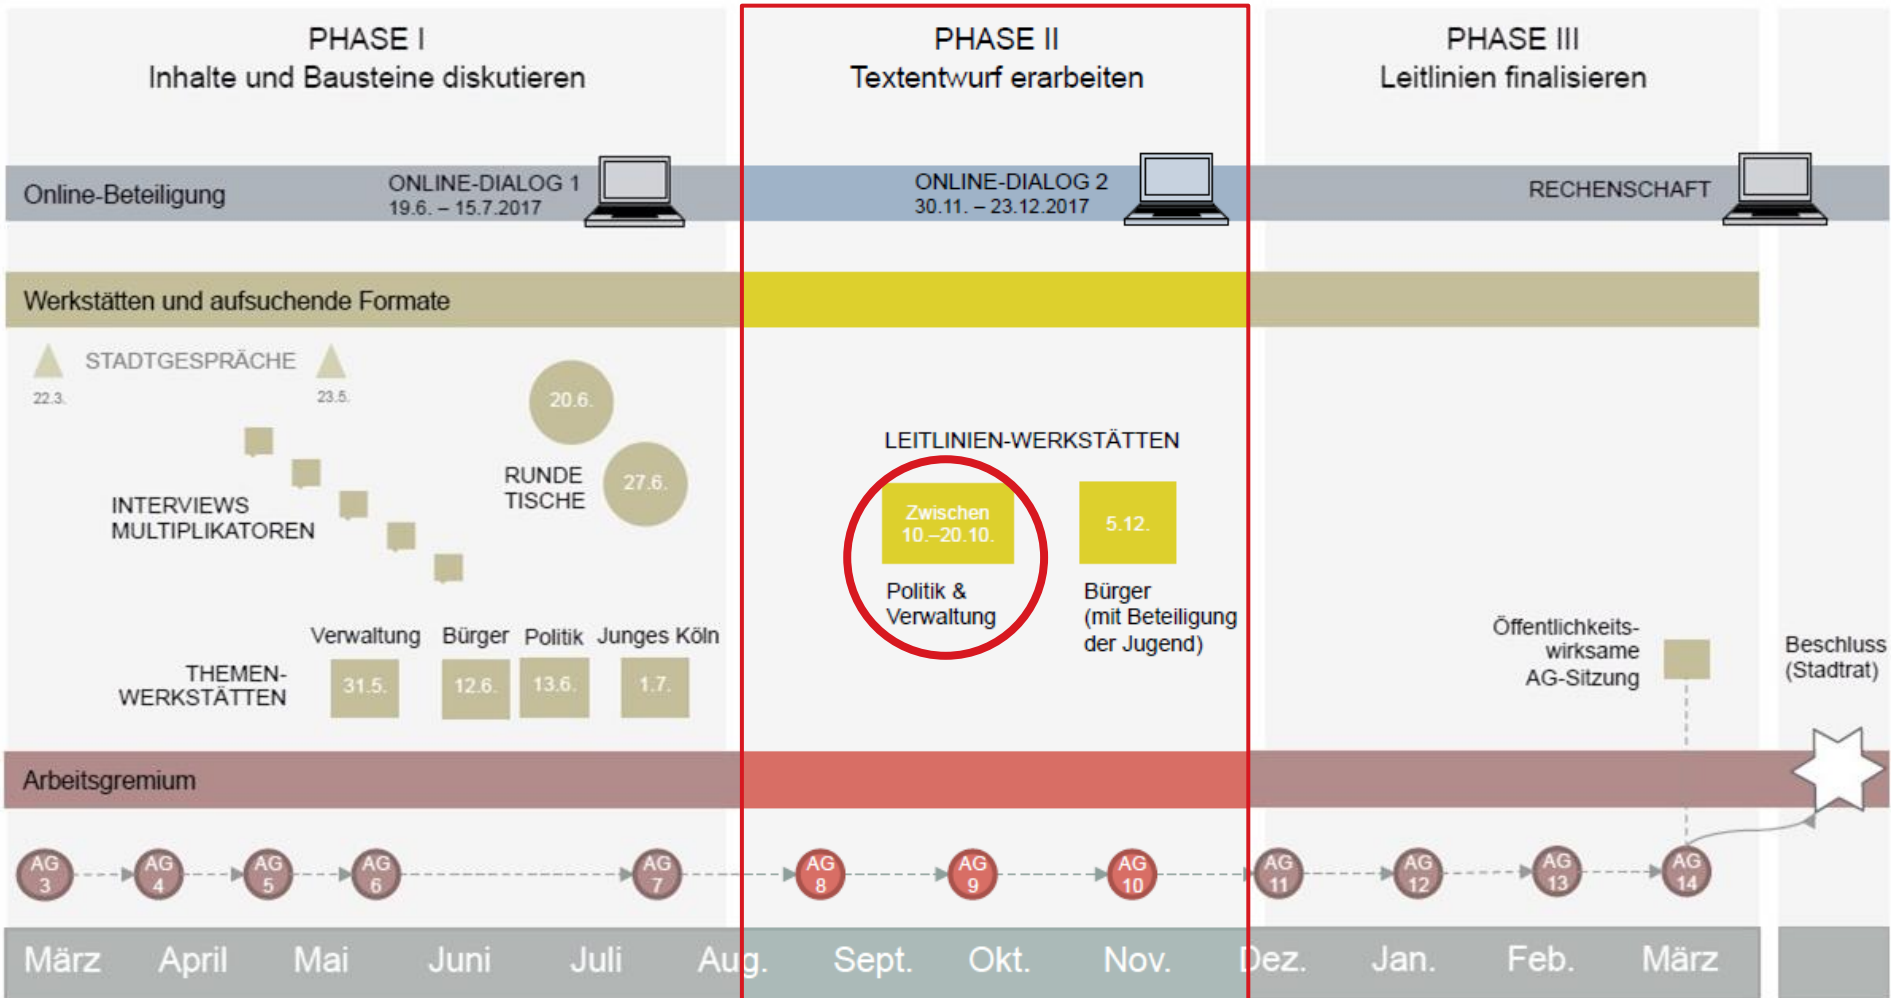 PHASE I
Inhalte und Bausteine diskutieren
PHASE II
Textentwurf erarbeiten
PHASE III
Leitlinien finalisieren
Online-Beteiligung
ONLINE-DIALOG 1
19.6. – 15.7.2017
ONLINE-DIALOG 2
30.11. – 23.12.2017
RECHENSCHAFT
Werkstätten und aufsuchende Formate
STADTGESPRÄCHE
22.3.
23.5.
INTERVIEWS
MULTIPLIKATOREN
RUNDE
TISCHE
20.6.
27.6.
THEMEN-
WERKSTÄTTEN
Verwaltung
31.5.
Bürger
12.6.
Politik
13.6.
Junges Köln
1.7.
LEITLINIEN-WERKSTÄTTEN
Zwischen
10.–20.10.
Politik &
Verwaltung
5.12.
Bürger
(mit Beteiligung
der Jugend)
Öffentlichkeits-
wirksame
AG-Sitzung
Beschluss
(Stadtrat)
Arbeitsgremium
AG
3
AG
4
AG
5
AG
6
AG
7
AG
8
AG
9
AG
10
AG
11
AG
12
AG
13
AG
14
März
April
Mai
Juni
Juli
Aug.
Sept.
Okt.
Nov.
Dez.
Jan.
Feb.
März